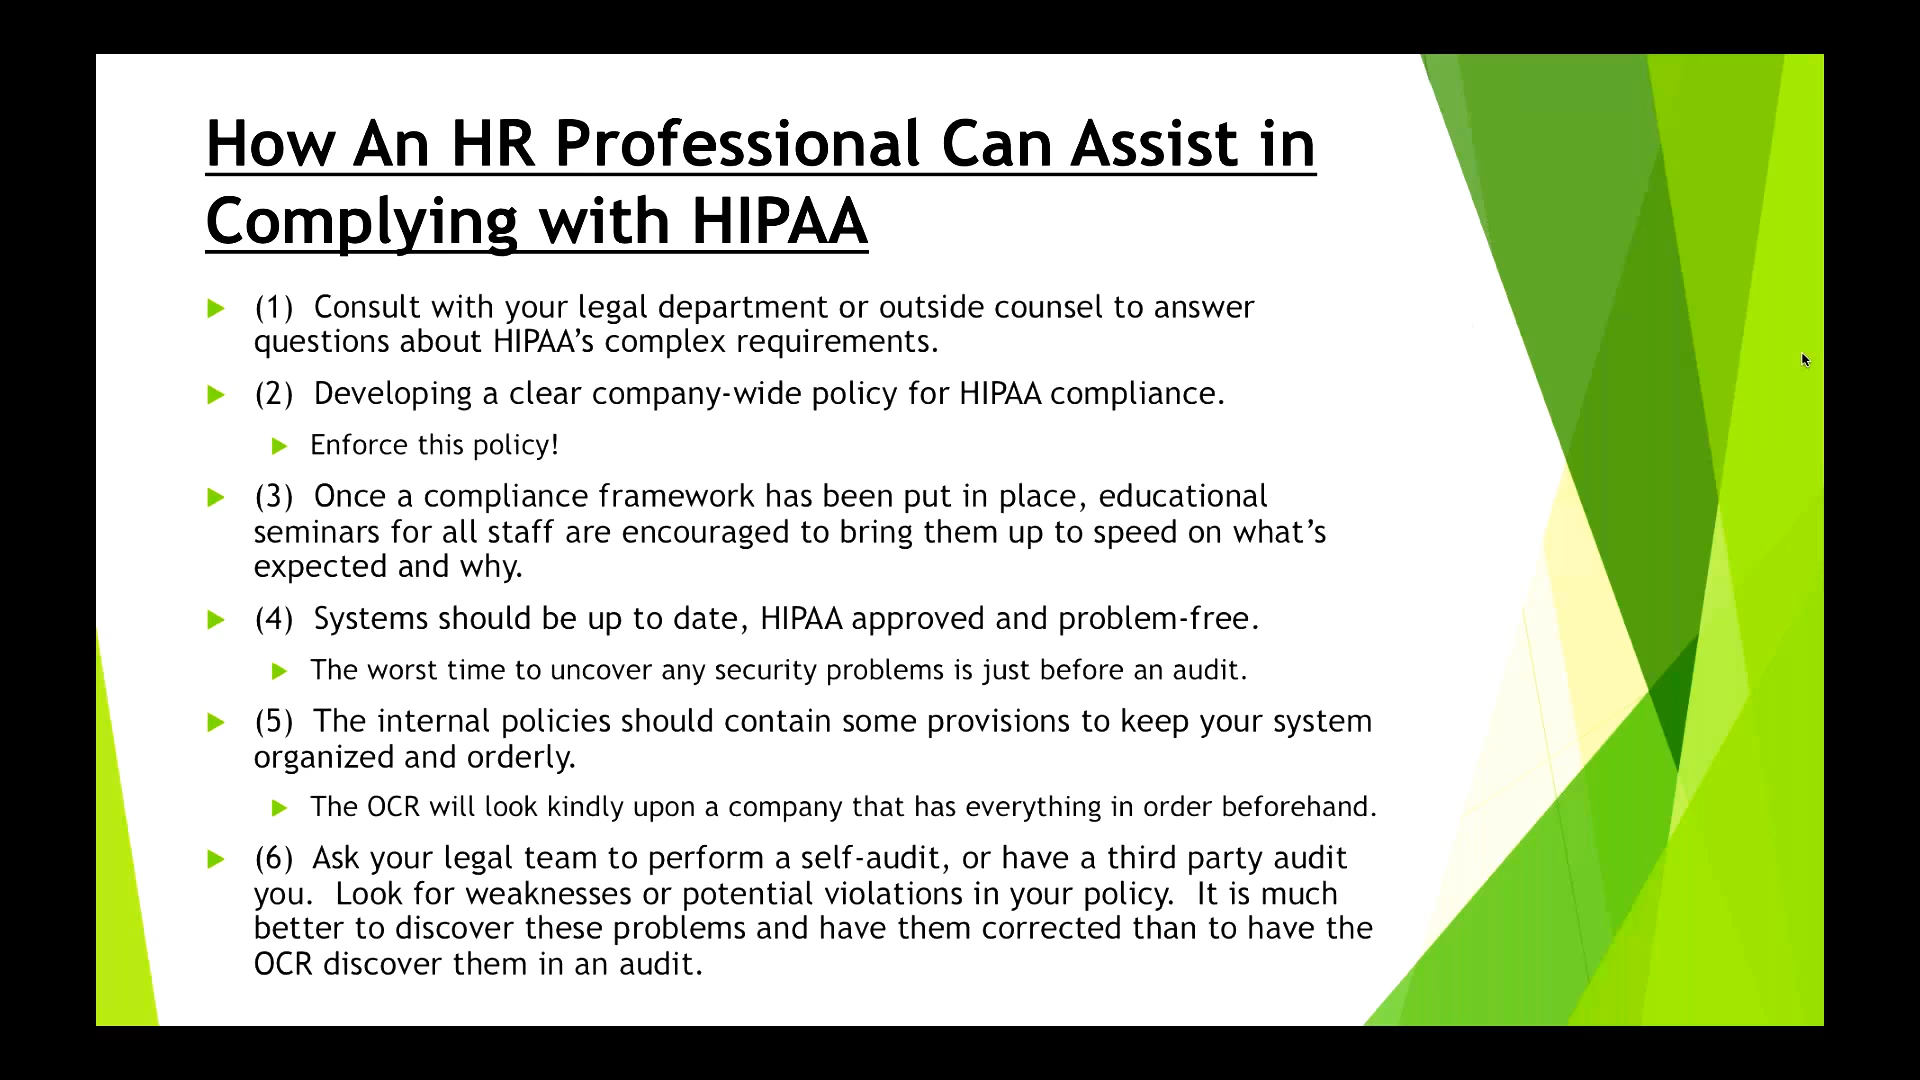 How An HR Professional Can Assist in
Complying with HIPAA
(1)  Consult with your legal department or outside counsel to answer
questions about HIPAA’s complex requirements.
(2)  Developing a clear company-wide policy for HIPAA compliance.
Enforce this policy!
(3)  Once a compliance framework has been put in place, educational
seminars for all staff are encouraged to bring them up to speed on what’s
expected and why.
(4)  Systems should be up to date, HIPAA approved and problem-free.
The worst time to uncover any security problems is just before an audit.
(5)  The internal policies should contain some provisions to keep your system
organized and orderly.
The OCR will look kindly upon a company that has everything in order beforehand.
(6)  Ask your legal team to perform a self-audit, or have a third party audit
you.  Look for weaknesses or potential violations in your policy.  It is much
better to discover these problems and have them corrected than to have the
OCR discover them in an audit.